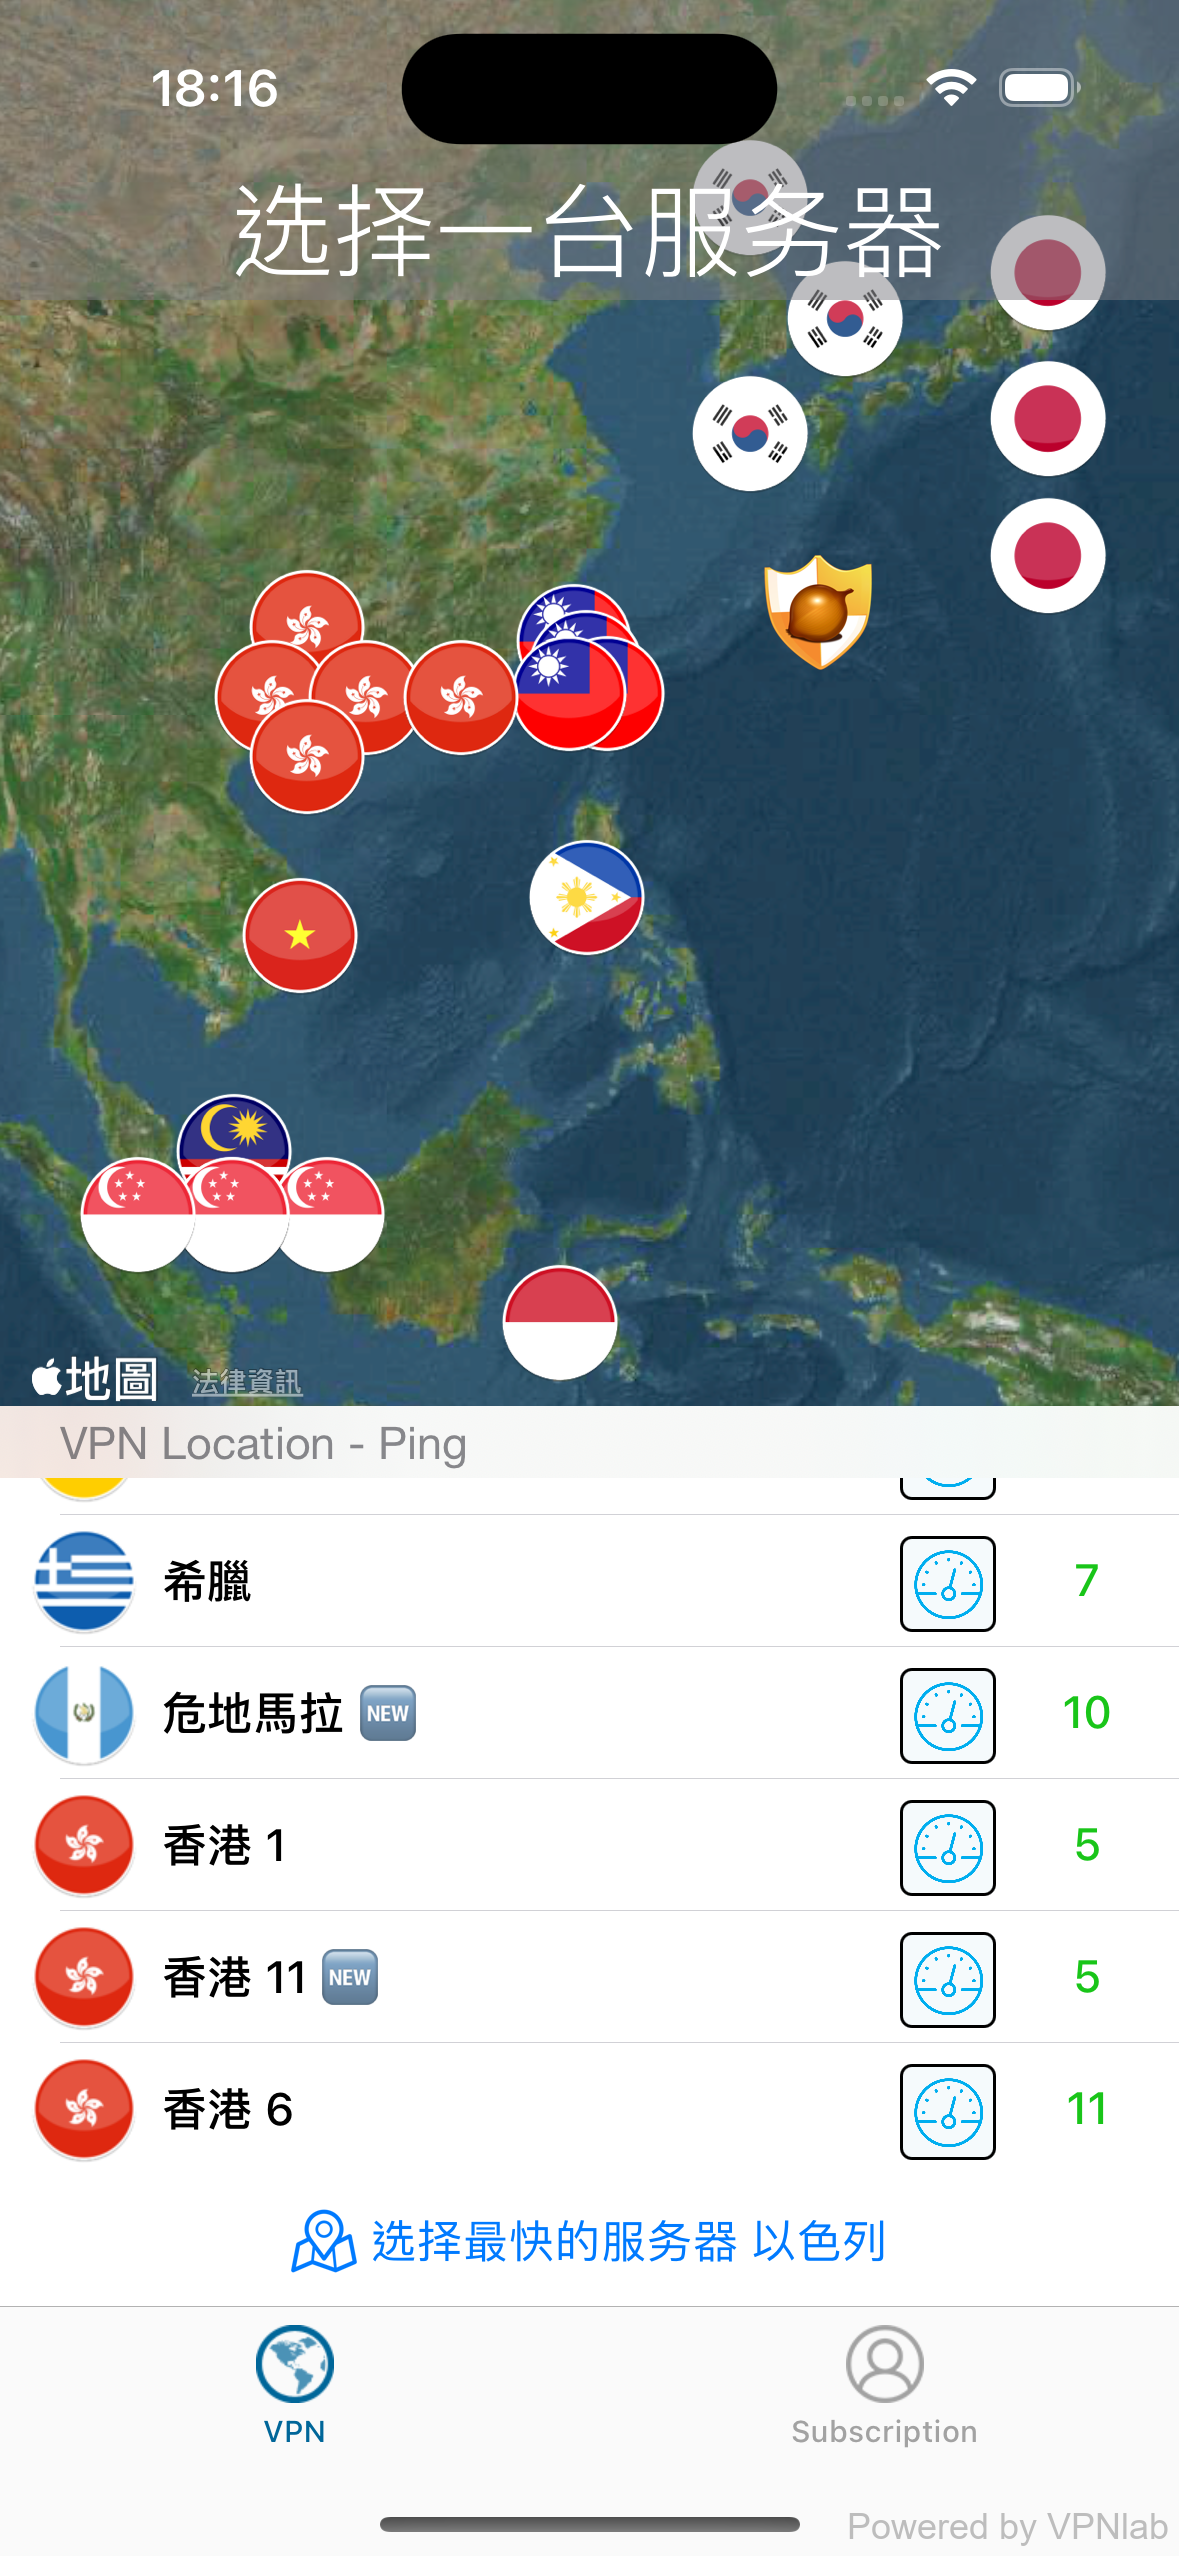 18:16
选择一台服务器
地圖 法律資訊
VPN Location - Ping
希臘 7
危地馬拉 NEW 10
香港 1 5
香港 11 NEW 5
香港 6 11
选择最快的服务器 以色列
VPN Subscription
Powered by VPNlab